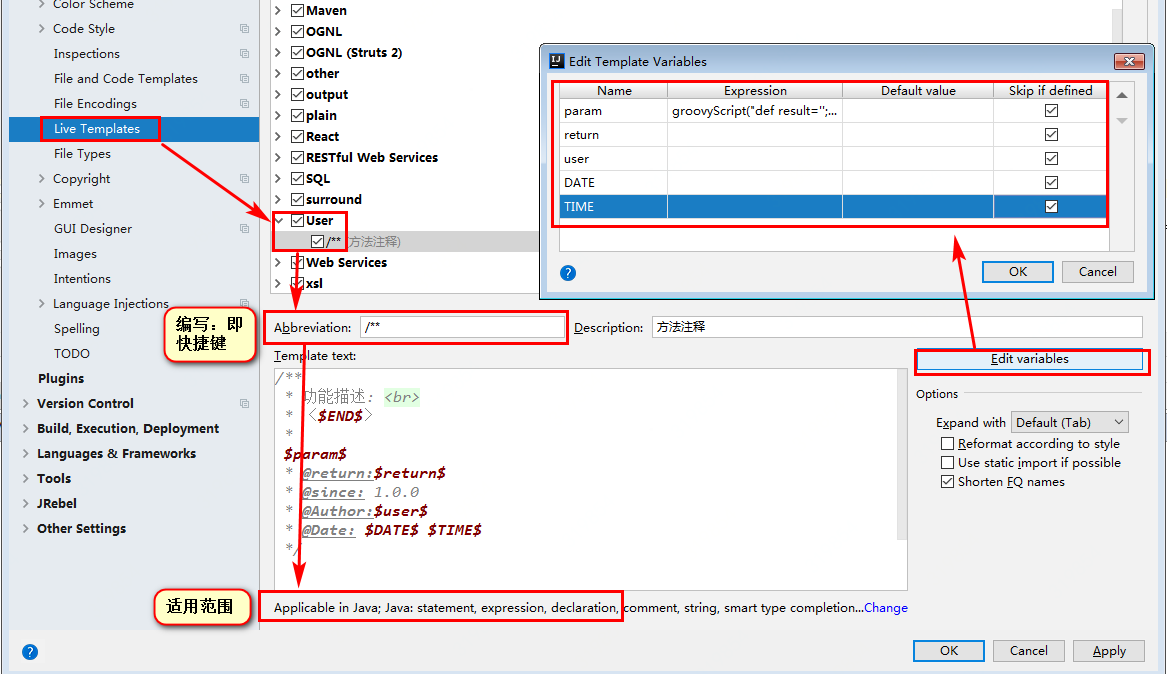 Color Scheme
Code Style
Inspections
File and Code Templates
File Encodings
Live Templates
File Types
Copyright
Emmet
GUI Designer
Images
Intentions
Language Injections
Spelling
TODO
Plugins
Version Control
Build, Execution, Deployment
Languages & Frameworks
Tools
JRebel
Other Settings
编写：即
快捷键
适用范围
Maven
OGNL
OGNL (Struts 2)
other
output
plain
React
RESTful Web Services
SQL
surround
User
/** (方法注释)
Web Services
xsl
Edit Template Variables
Name Expression Default value Skip if defined
param groovyScript("def result='';...
return
user
DATE
TIME
? OK Cancel
Abbreviation: /** Description: 方法注释
Template text:
/**
* 功能描述: <br>
* 〈$END$〉
*
$param$
* @return:$return$
* @since: 1.0.0
* @Author:$user$
* @Date: $DATE$ $TIME$
*/
Edit variables
Options
Expand with Default (Tab)
Reformat according to style
Use static import if possible
Shorten FQ names
Applicable in Java; Java: statement, expression, declaration, comment, string, smart type completion...Change
? OK Cancel Apply